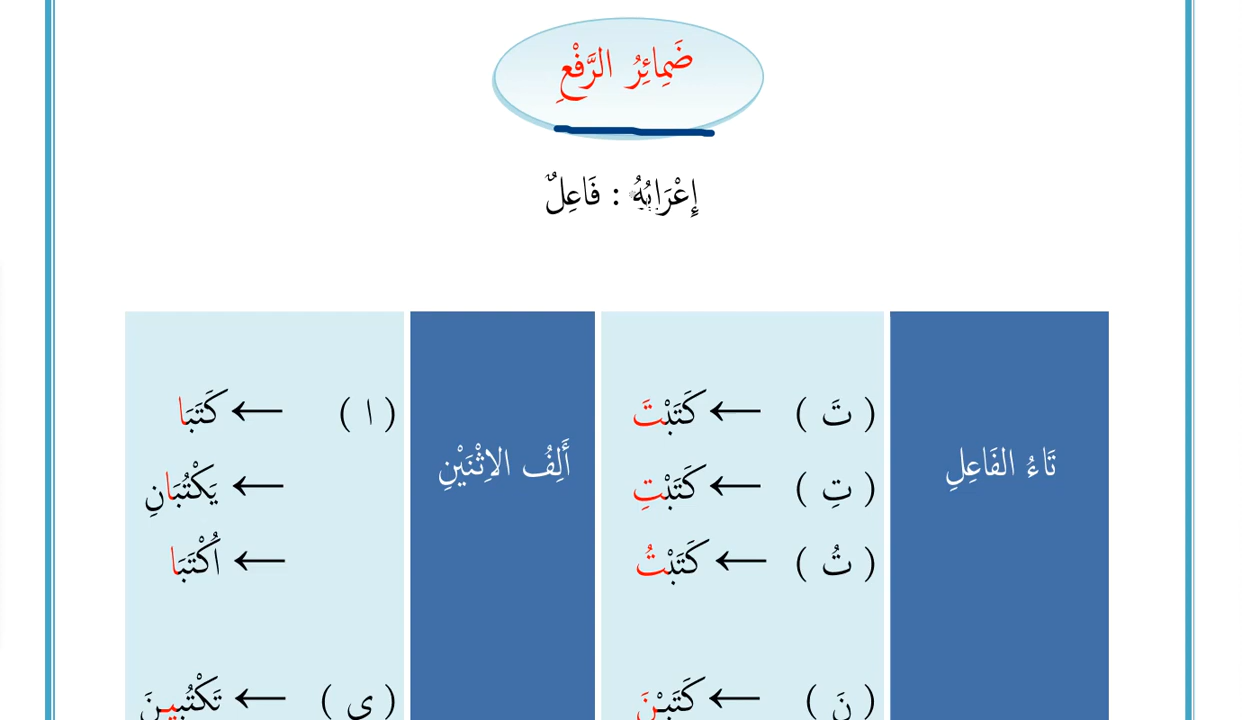 ضَمِائِرُ الرَّفْعِ
إِعْرَابُهُ : فَاعِلٌ
تَاءُ الفَاعِلِ
( تَ ) ← كَتَبْتَ
( تِ ) ← كَتَبْتِ
( تُ ) ← كَتَبْتُ
( نَ ) ← كَتَبْنَ
أَلِفُ الاِثْنَيْنِ
( ا ) ← كَتَبَا
← يَكْتُبَانِ
← اُكْتَبَا
( ي ) ← تَكْتُبِينَ